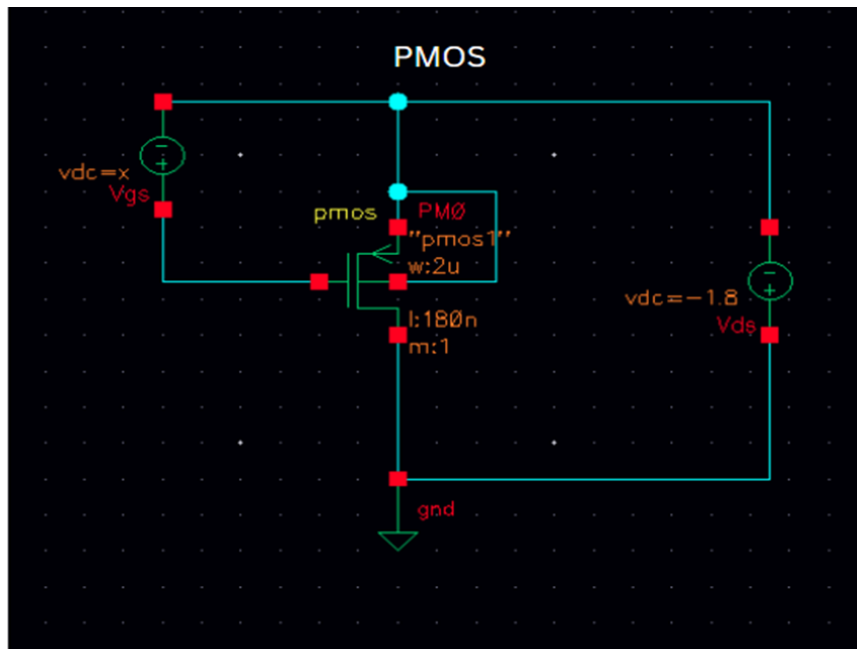 PMOS
vdc=x
Vgs
pmos
PM0
"pmos1"
w:2u
l:180n
m:1
vdc=-1.8
Vds
gnd